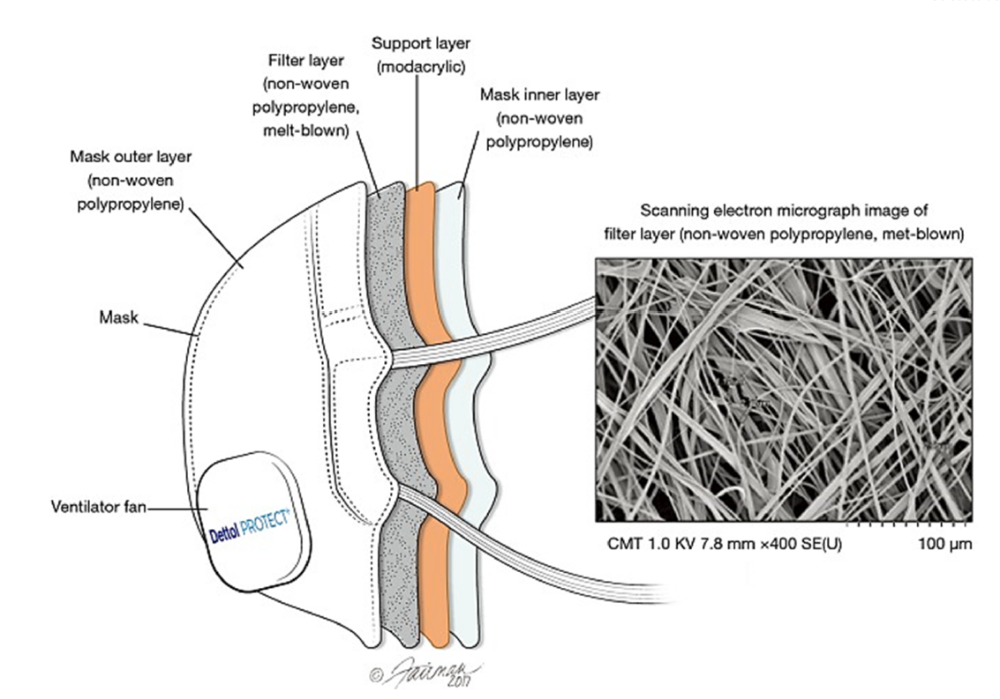 Support layer
(modacrylic)
Filter layer
(non-woven
polypropylene,
melt-blown)
Mask inner layer
(non-woven
polypropylene)
Mask outer layer
(non-woven
polypropylene)
Scanning electron micrograph image of
filter layer (non-woven polypropylene, met-blown)
Mask
Ventilator fan
Dettol PROTECT+
CMT 1.0 KV 7.8 mm ×400 SE(U)
100 µm
© Fairman
2017